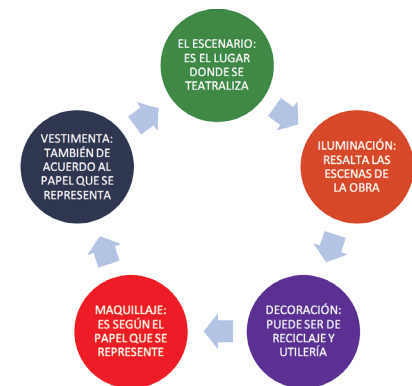 EL ESCENARIO:
ES EL LUGAR
DONDE SE
TEATRALIZA
ILUMINACIÓN:
RESALTA LAS
ESCENAS DE
LA OBRA
DECORACIÓN:
PUEDE SER DE
RECICLAJE Y
UTILERÍA
MAQUILLAJE:
ES SEGÚN EL
PAPEL QUE SE
REPRESENTE
VESTIMENTA:
TAMBIÉN DE
ACUERDO AL
PAPEL QUE SE
REPRESENTA